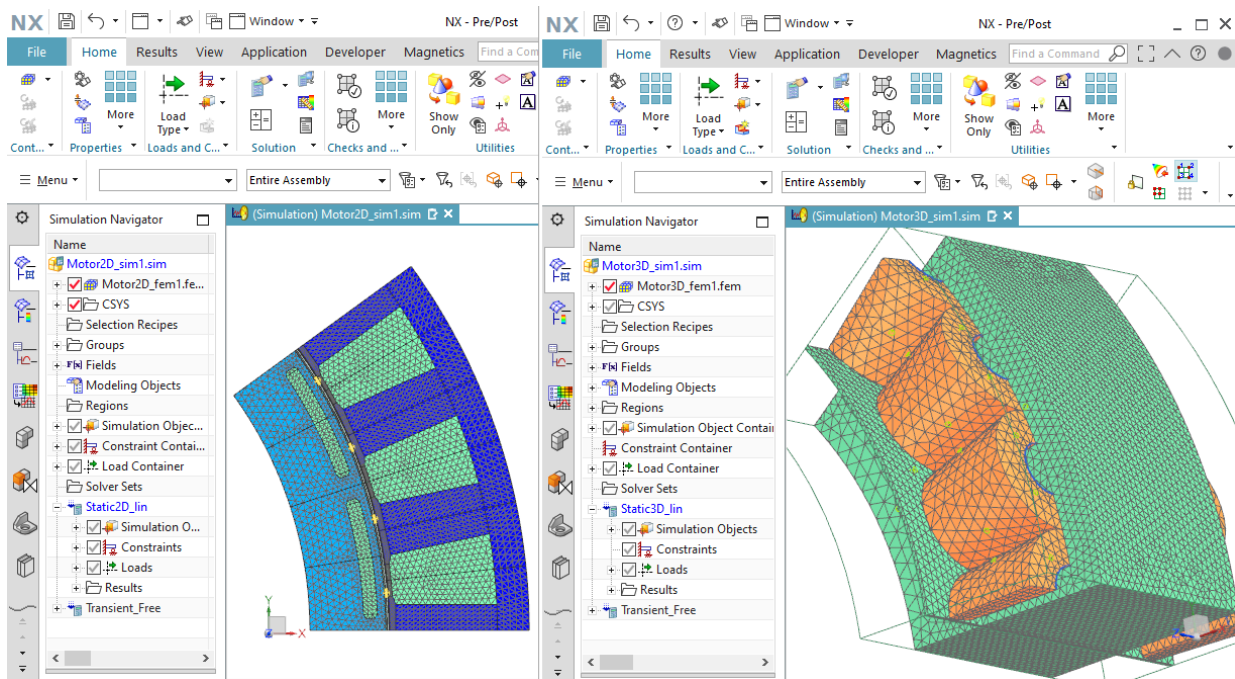 NX Window NX - Pre/Post
File Home Results View Application Developer Magnetics Find a Com
More Load Type More Show Only
Cont... Properties Loads and C... Solution Checks and ... Utilities
Menu Entire Assembly
Simulation Navigator
(Simulation) Motor2D_sim1.sim
Name
Motor2D_sim1.sim
Motor2D_fem1.fe...
CSYS
Selection Recipes
Groups
F(x) Fields
Modeling Objects
Regions
Simulation Objec...
Constraint Contai...
Load Container
Solver Sets
Static2D_lin
Simulation O...
Constraints
Loads
Results
Transient_Free
Y
X
NX Window NX - Pre/Post
File Home Results View Application Developer Magnetics Find a Command
More Load Type More Show Only More
Cont... Properties Loads and C... Solution Checks and ... Utilities
Menu Entire Assembly
Simulation Navigator
(Simulation) Motor3D_sim1.sim
Name
Motor3D_sim1.sim
Motor3D_fem1.fem
CSYS
Selection Recipes
Groups
F(x) Fields
Modeling Objects
Regions
Simulation Object Contai
Constraint Container
Load Container
Solver Sets
Static3D_lin
Simulation Objects
Constraints
Loads
Results
Transient_Free